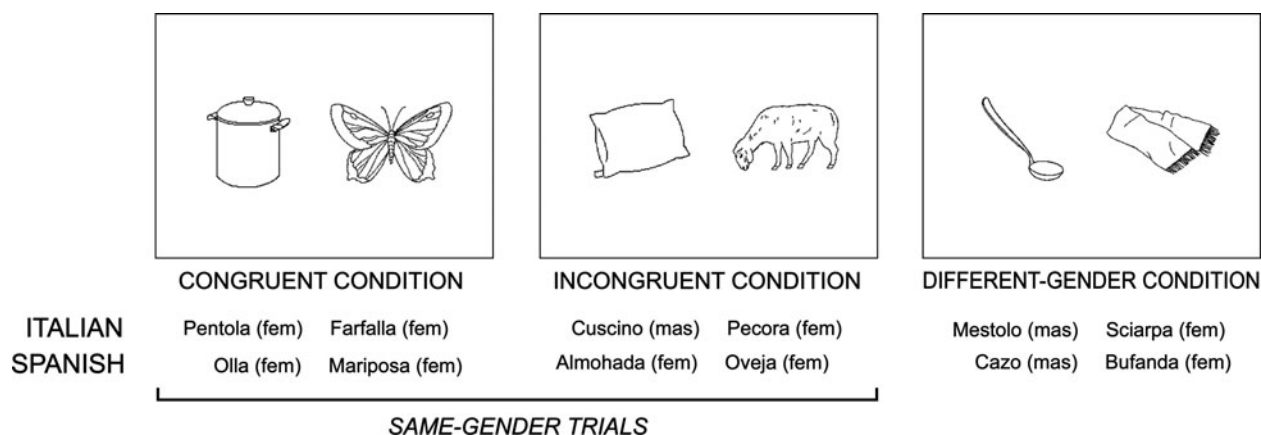 CONGRUENT CONDITION INCONGRUENT CONDITION DIFFERENT-GENDER CONDITION
ITALIAN Pentola (fem) Farfalla (fem) Cuscino (mas) Pecora (fem) Mestolo (mas) Sciarpa (fem)
SPANISH Olla (fem) Mariposa (fem) Almohada (fem) Oveja (fem) Cazo (mas) Bufanda (fem)
SAME-GENDER TRIALS